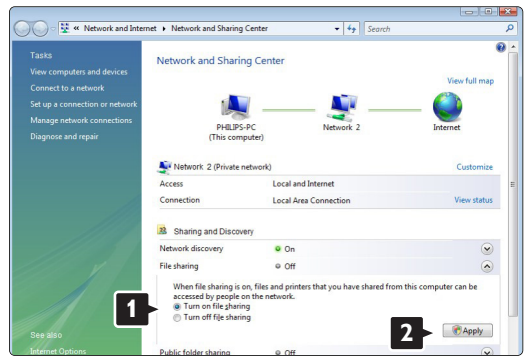 « Network and Internet ▸ Network and Sharing Center
Search
Tasks
View computers and devices
Connect to a network
Set up a connection or network
Manage network connections
Diagnose and repair
See also
Internet Options
Network and Sharing Center
View full map
PHILIPS-PC
(This computer)
Network 2
Internet
Network 2 (Private network)
Customize
Access
Local and Internet
Connection
Local Area Connection
View status
Sharing and Discovery
Network discovery
On
File sharing
Off
When file sharing is on, files and printers that you have shared from this computer can be
accessed by people on the network.
1
Turn on file sharing
Turn off file sharing
2
Apply
Public folder sharing
Off